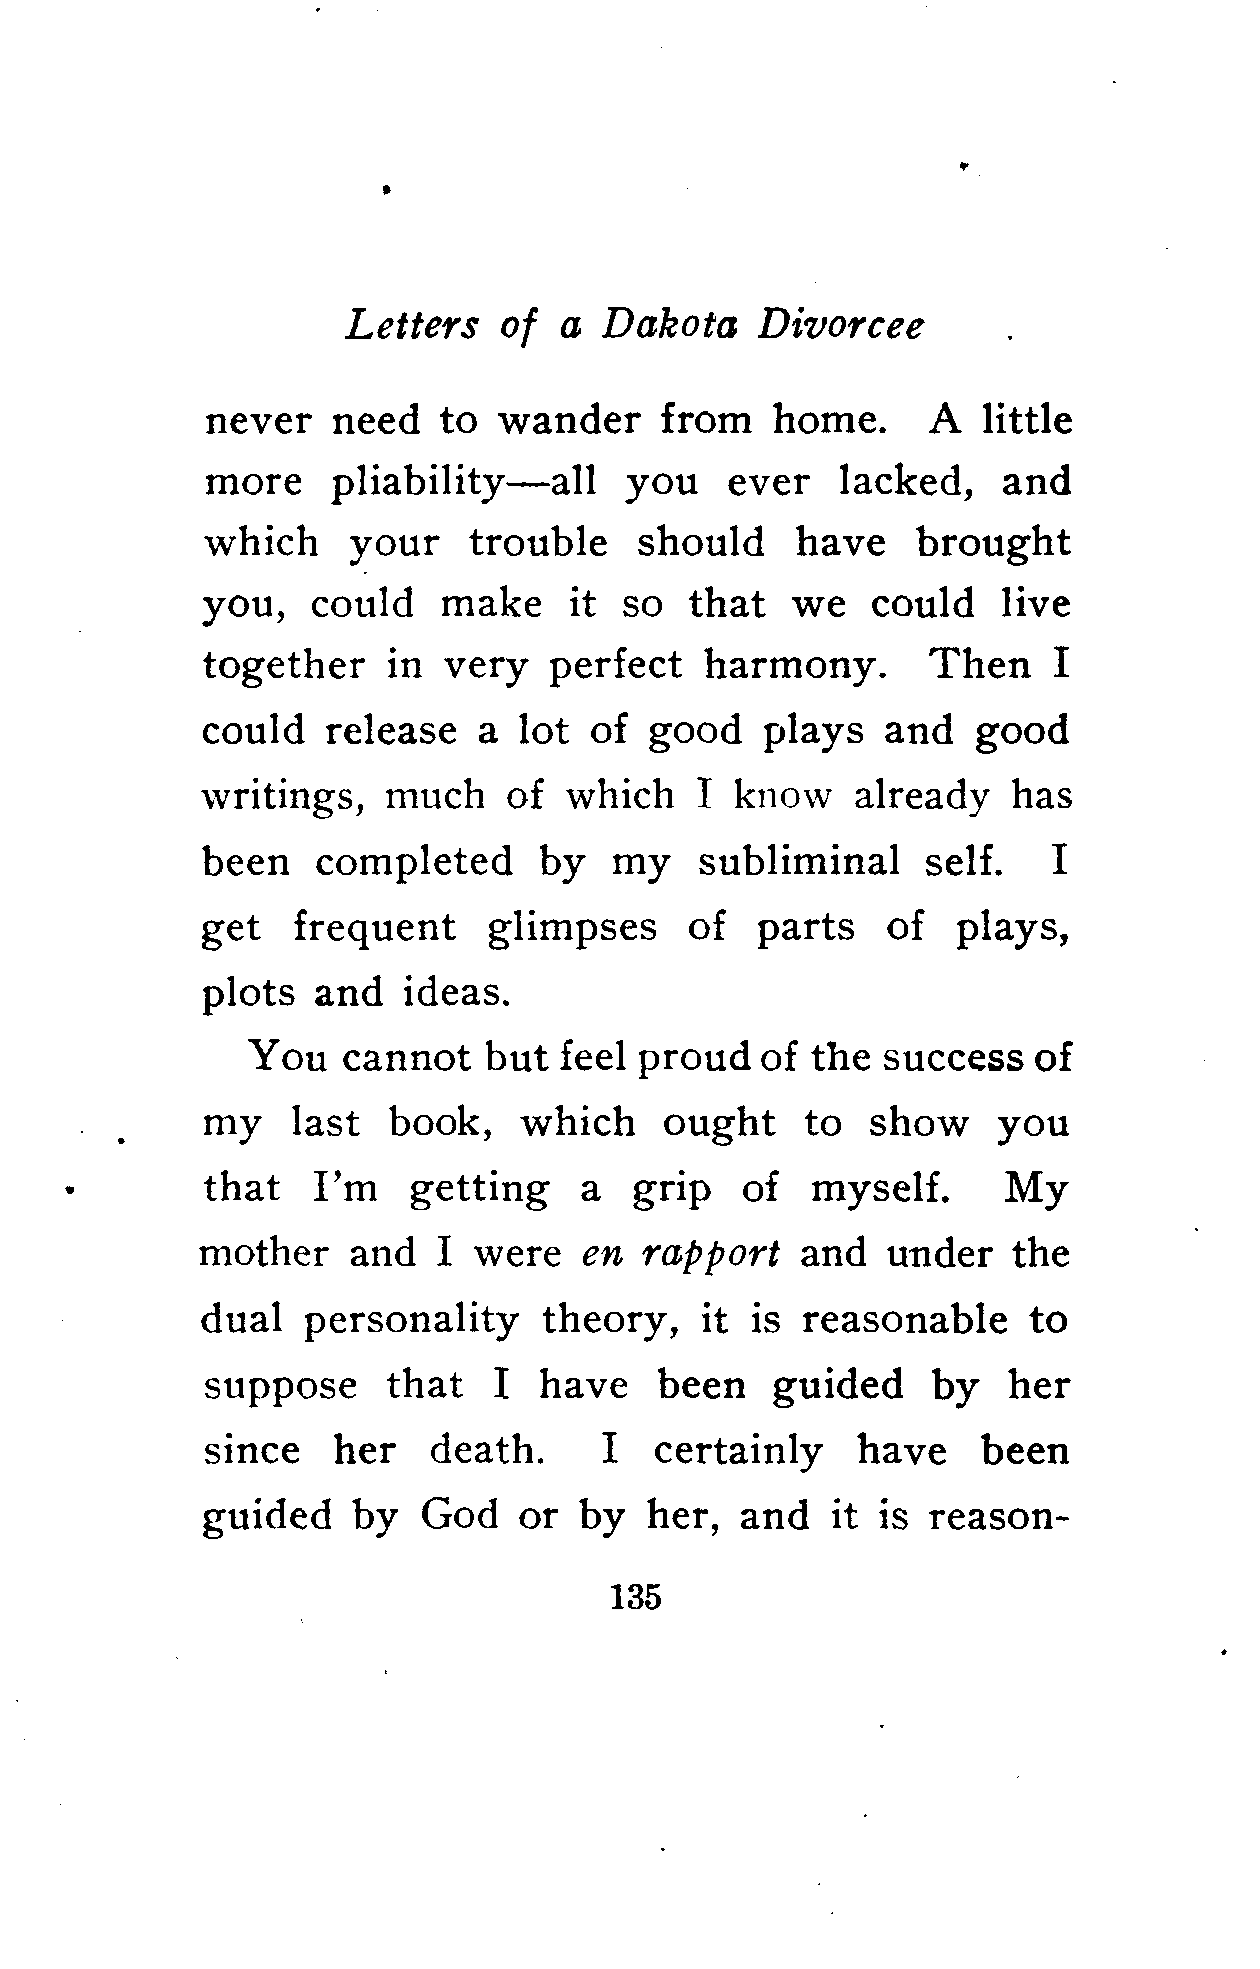 Letters of a Dakota Divorcee
never need to wander from home. A little
more pliability—all you ever lacked, and
which your trouble should have brought
you, could make it so that we could live
together in very perfect harmony. Then I
could release a lot of good plays and good
writings, much of which I know already has
been completed by my subliminal self. I
get frequent glimpses of parts of plays,
plots and ideas.
You cannot but feel proud of the success of
my last book, which ought to show you
that I'm getting a grip of myself. My
mother and I were en rapport and under the
dual personality theory, it is reasonable to
suppose that I have been guided by her
since her death. I certainly have been
guided by God or by her, and it is reason-
135